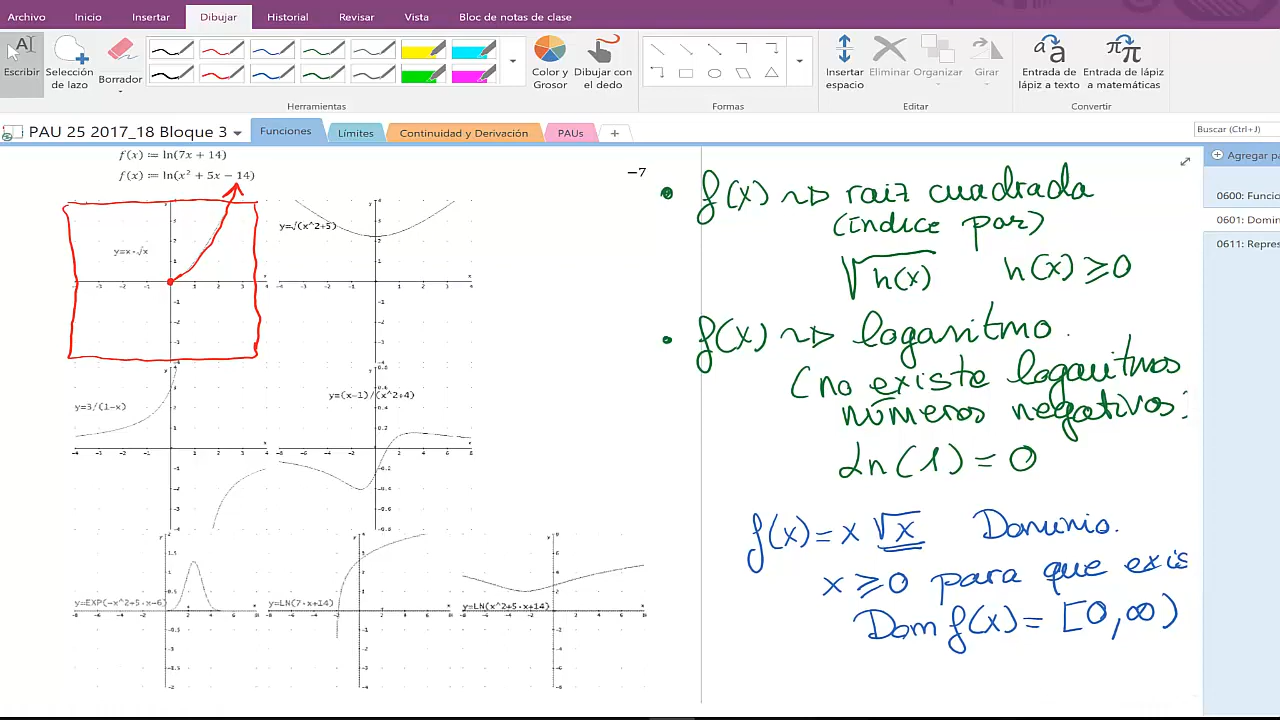 Archivo Inicio Insertar Dibujar Historial Revisar Vista Bloc de notas de clase
Escribir
Selección de lazo
Borrador
Color y Grosor
Dibujar con el dedo
Insertar espacio
Eliminar
Organizar
Girar
Entrada de lápiz a texto
Entrada de lápiz a matemáticas
Herramientas Formas Editar Convertir
PAU 25 2017_18 Bloque 3 Funciones Límites Continuidad y Derivación PAUs + Buscar (Ctrl+J)
Agregar pá
0600: Funcio
0601: Domin
0611: Repres
f(x) ≔ ln(7x + 14)
f(x) ≔ ln(x² + 5x − 14)
−7
y=x·√x
y=√(x^2+5)
y=3/(1-x)
y=(x-1)/(x^2+4)
y=EXP(-x^2+5·x-6)
y=LN(7·x+14)
y=LN(x^2+5·x+14)
• f(x) ⇝ raiz cuadrada
(índice par)
√h(x) h(x) ≥ 0
• f(x) ⇝ logaritmo.
(no existe logaritmos
números negativos:
Ln(1) = 0
f(x) = x √x Dominio.
x ≥ 0 para que exis
Dom f(x) = [0,∞)